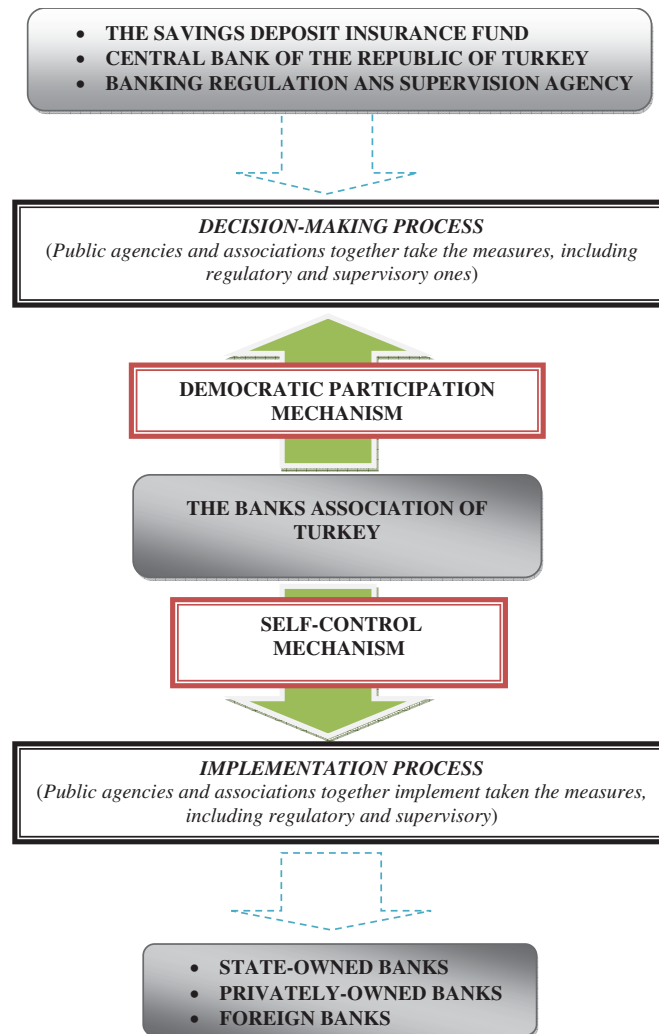 • THE SAVINGS DEPOSIT INSURANCE FUND
• CENTRAL BANK OF THE REPUBLIC OF TURKEY
• BANKING REGULATION ANS SUPERVISION AGENCY
DECISION-MAKING PROCESS
(Public agencies and associations together take the measures, including
regulatory and supervisory ones)
DEMOCRATIC PARTICIPATION
MECHANISM
THE BANKS ASSOCIATION OF
TURKEY
SELF-CONTROL
MECHANISM
IMPLEMENTATION PROCESS
(Public agencies and associations together implement taken the measures,
including regulatory and supervisory)
• STATE-OWNED BANKS
• PRIVATELY-OWNED BANKS
• FOREIGN BANKS